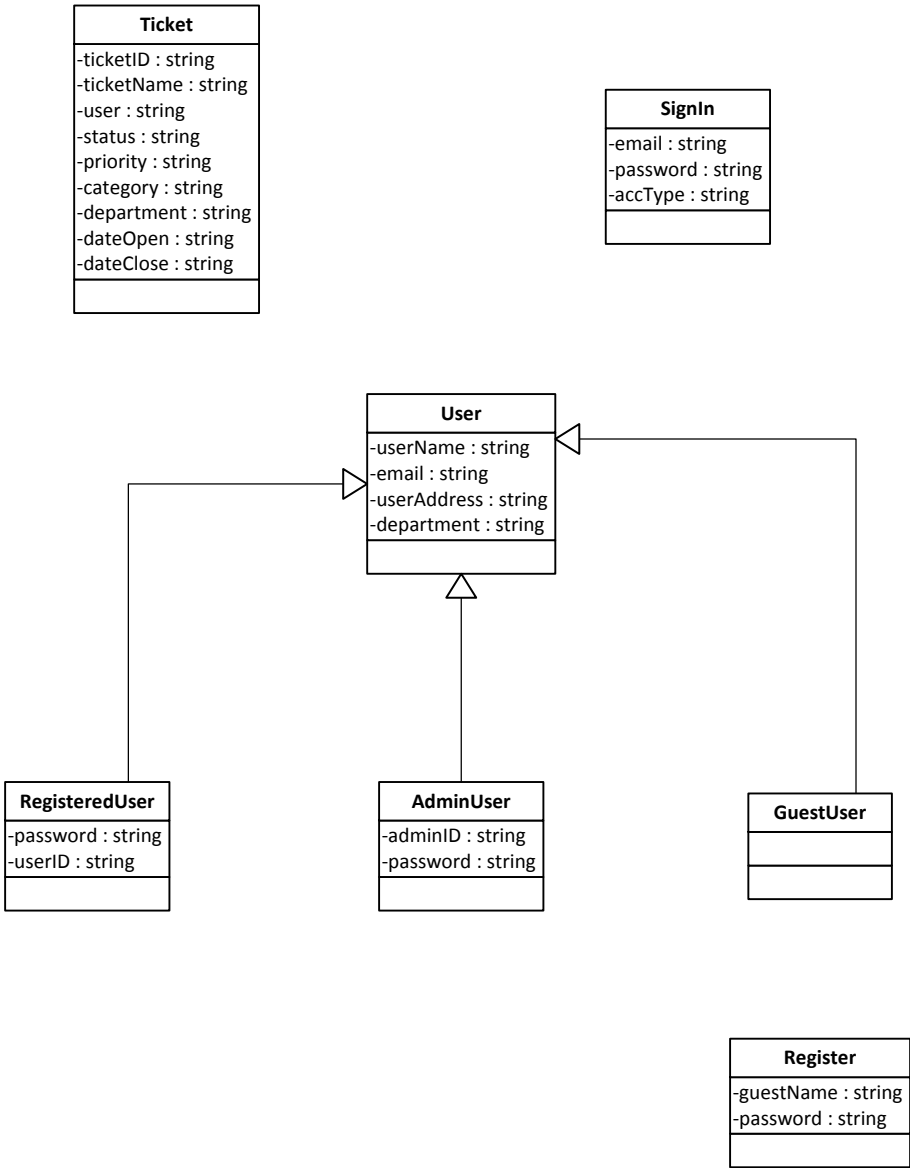 Ticket
-ticketID : string
-ticketName : string
-user : string
-status : string
-priority : string
-category : string
-department : string
-dateOpen : string
-dateClose : string
SignIn
-email : string
-password : string
-accType : string
User
-userName : string
-email : string
-userAddress : string
-department : string
RegisteredUser
-password : string
-userID : string
AdminUser
-adminID : string
-password : string
GuestUser
Register
-guestName : string
-password : string